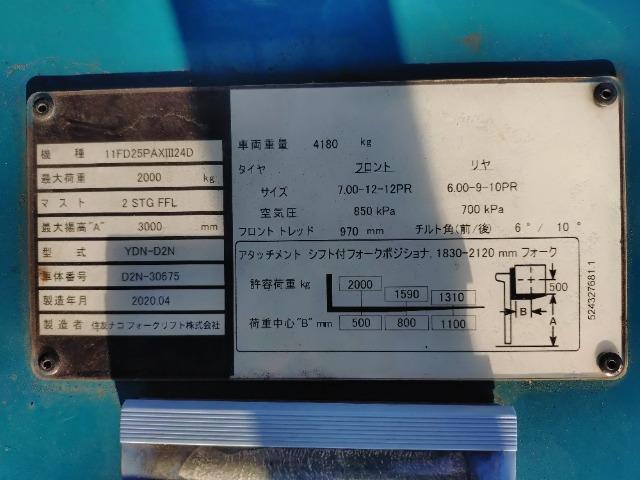 機 種 11FD25PAXⅢ24D
最大荷重 2000 kg
マスト 2 STG FFL
最大揚高"A" 3000 mm
型 式 YDN-D2N
車体番号 D2N-30675
製造年月 2020.04
製造者 住友ナコフォークリフト株式会社
車両重量 4180 kg
タイヤ フロント リヤ
サイズ 7.00-12-12PR 6.00-9-10PR
空気圧 850 kPa 700 kPa
フロントトレッド 970 mm チルト角(前/後) 6°/ 10°
アタッチメント シフト付フォークポジショナ, 1830-2120 mm フォーク
許容荷重 kg 2000 1590 1310
荷重中心"B" mm 500 800 1100
500
B
A
524327681.1